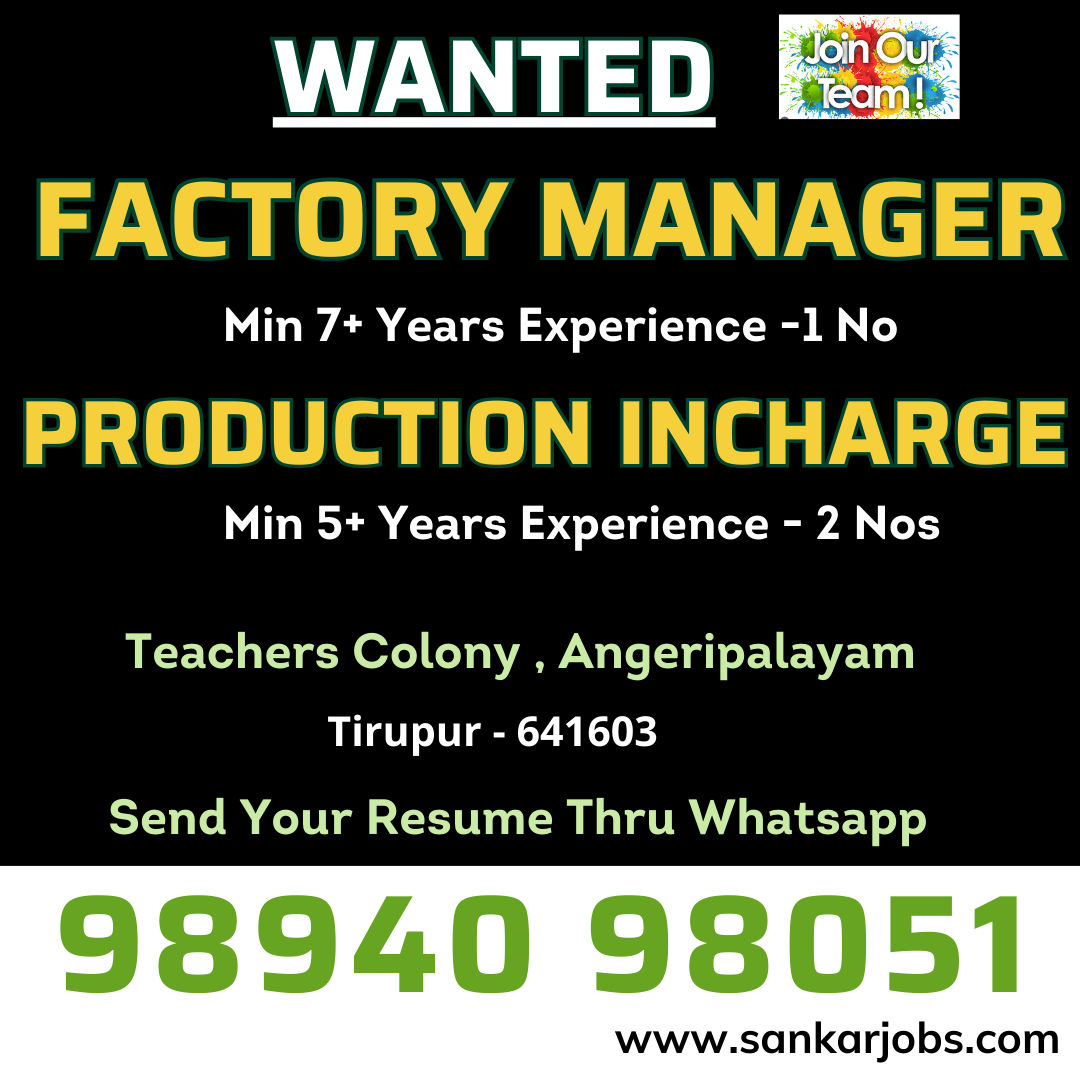 WANTED
Join Our
Team !
FACTORY MANAGER
Min 7+ Years Experience -1 No
PRODUCTION INCHARGE
Min 5+ Years Experience - 2 Nos
Teachers Colony , Angeripalayam
Tirupur - 641603
Send Your Resume Thru Whatsapp
98940 98051
www.sankarjobs.com